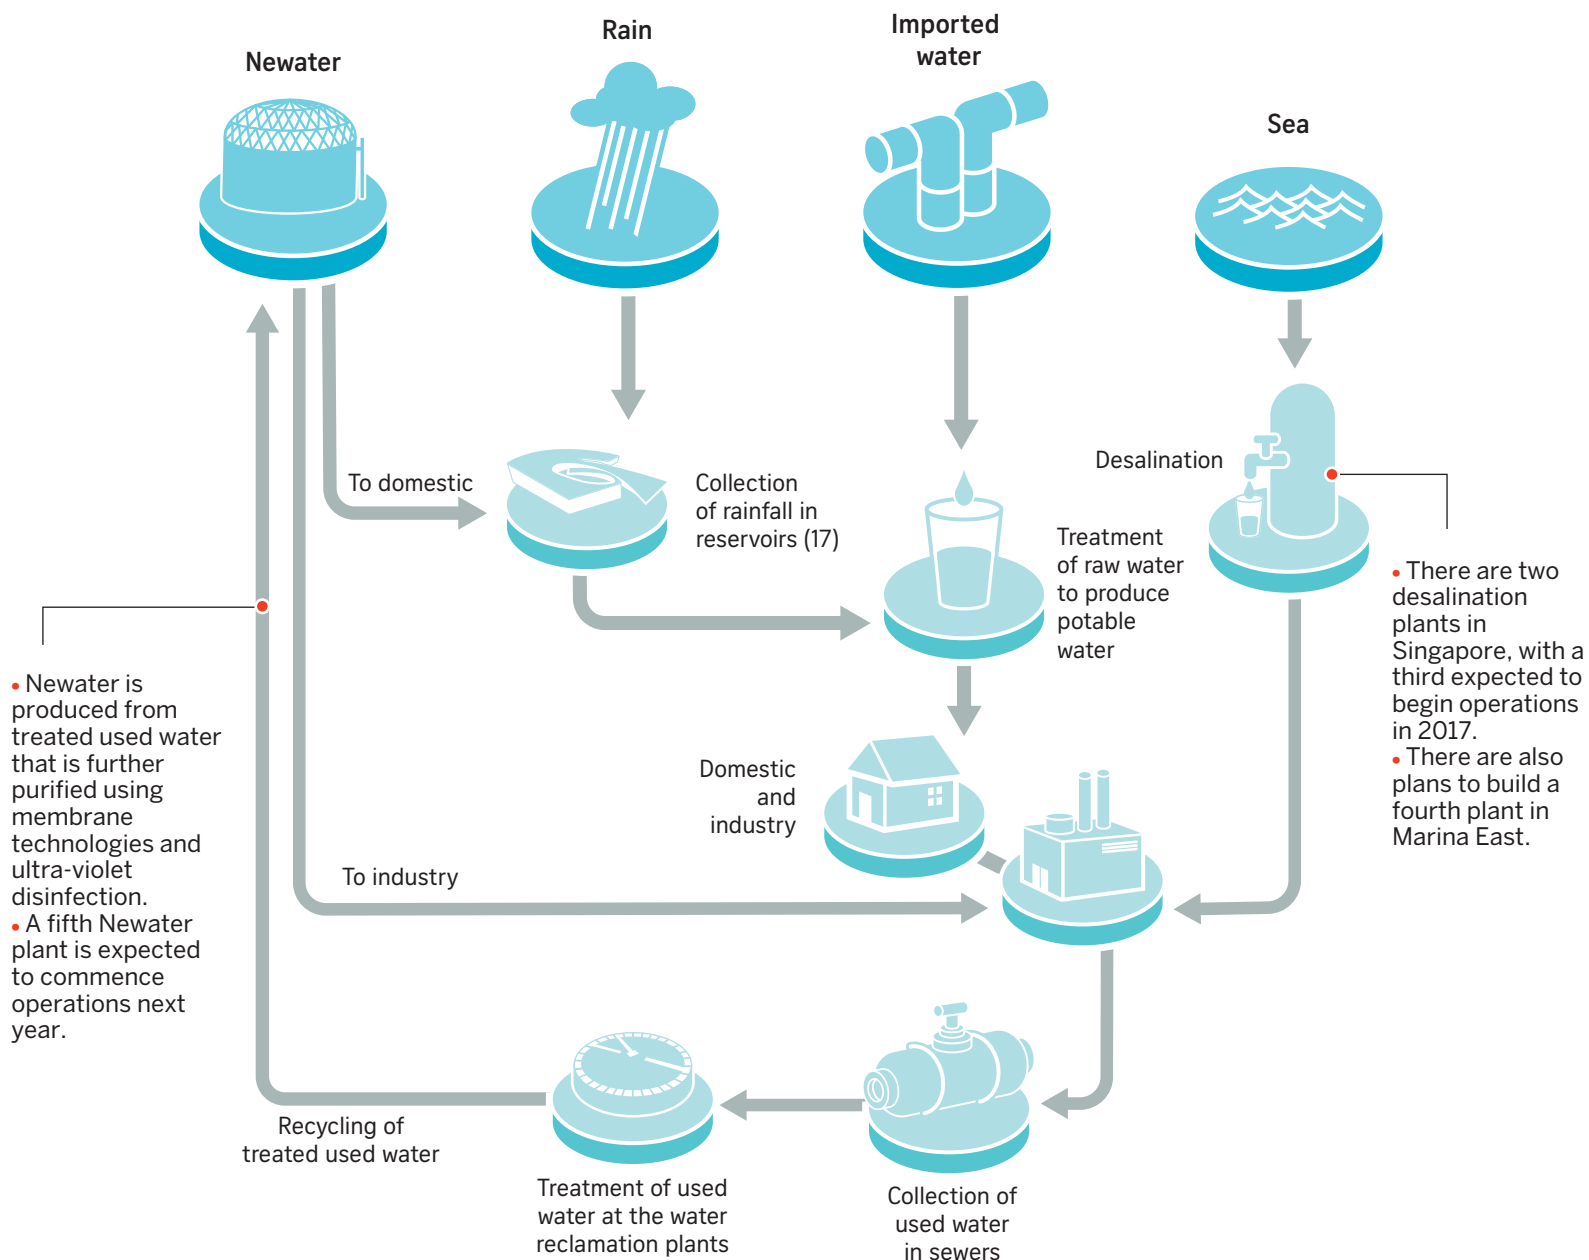 Newater
Rain
Imported
water
Sea
To domestic
Collection
of rainfall in
reservoirs (17)
Desalination
Treatment
of raw water
to produce
potable
water
• There are two
desalination
plants in
Singapore, with a
third expected to
begin operations
in 2017.
• There are also
plans to build a
fourth plant in
Marina East.
• Newater is
produced from
treated used water
that is further
purified using
membrane
technologies and
ultra-violet
disinfection.
• A fifth Newater
plant is expected
to commence
operations next
year.
Domestic
and
industry
To industry
Recycling of
treated used water
Treatment of used
water at the water
reclamation plants
Collection of
used water
in sewers